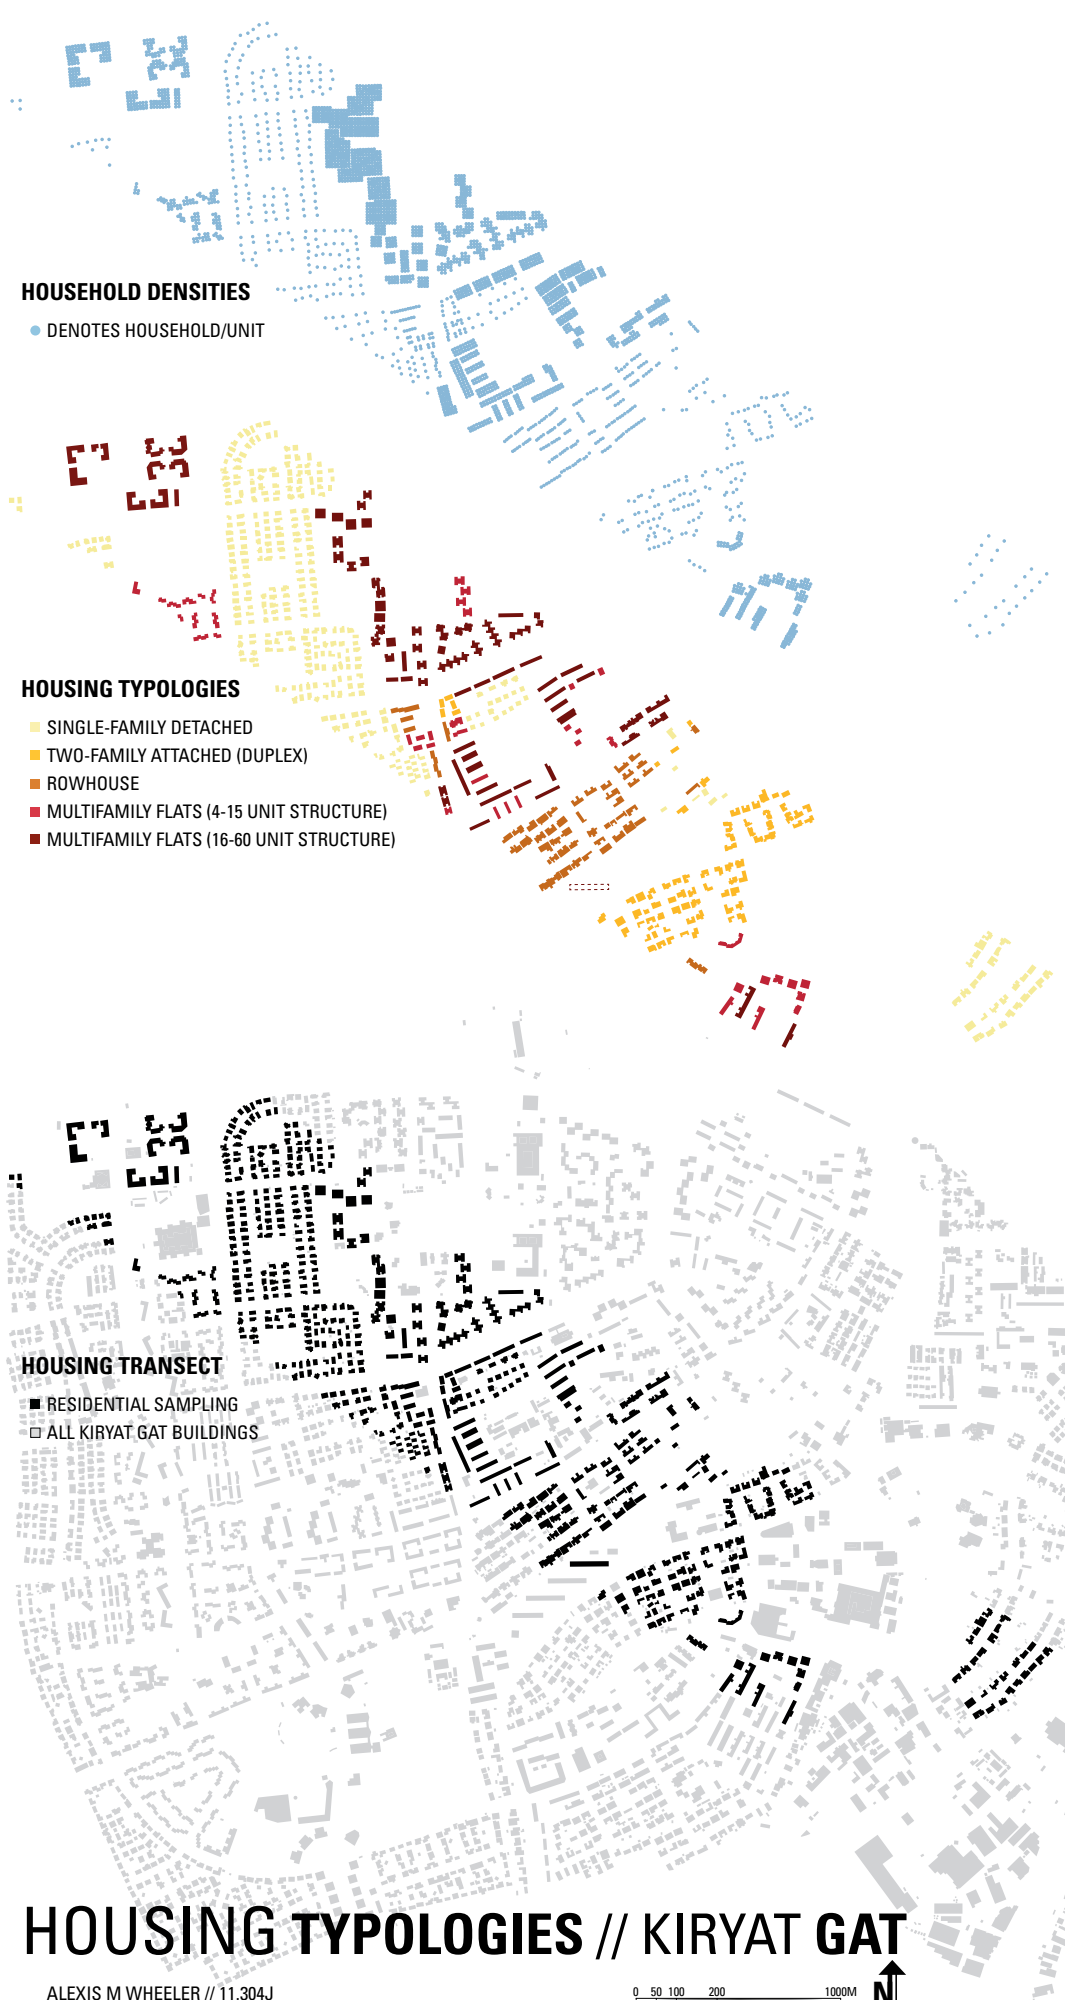 HOUSEHOLD DENSITIES
DENOTES HOUSEHOLD/UNIT
HOUSING TYPOLOGIES
SINGLE-FAMILY DETACHED
TWO-FAMILY ATTACHED (DUPLEX)
ROWHOUSE
MULTIFAMILY FLATS (4-15 UNIT STRUCTURE)
MULTIFAMILY FLATS (16-60 UNIT STRUCTURE)
HOUSING TRANSECT
RESIDENTIAL SAMPLING
ALL KIRYAT GAT BUILDINGS
HOUSING TYPOLOGIES // KIRYAT GAT
ALEXIS M WHEELER // 11.304J
0 50 100 200 1000M N